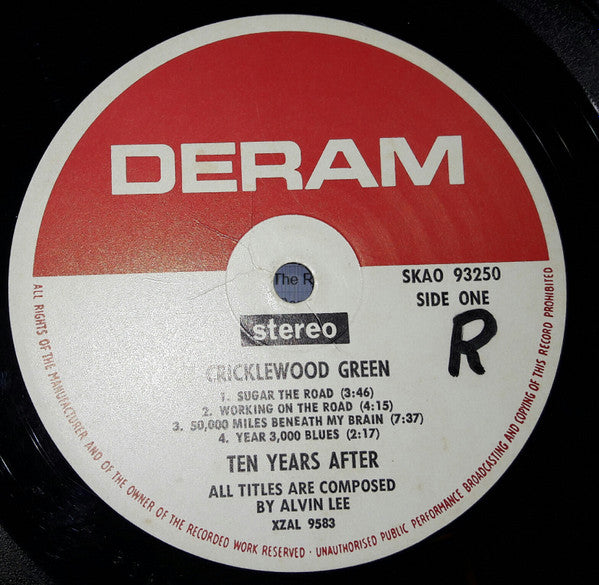 DERAM
The R
SKAO 93250
SIDE ONE
R
stereo
CRICKLEWOOD GREEN
1. SUGAR THE ROAD (3:46)
2. WORKING ON THE ROAD (4:15)
3. 50,000 MILES BENEATH MY BRAIN (7:37)
4. YEAR 3,000 BLUES (2:17)
TEN YEARS AFTER
ALL TITLES ARE COMPOSED
BY ALVIN LEE
XZAL 9583
ALL RIGHTS OF THE MANUFACTURER AND OF THE OWNER OF THE RECORDED WORK RESERVED · UNAUTHORISED PUBLIC PERFORMANCE BROADCASTING AND COPYING OF THIS RECORD PROHIBITED